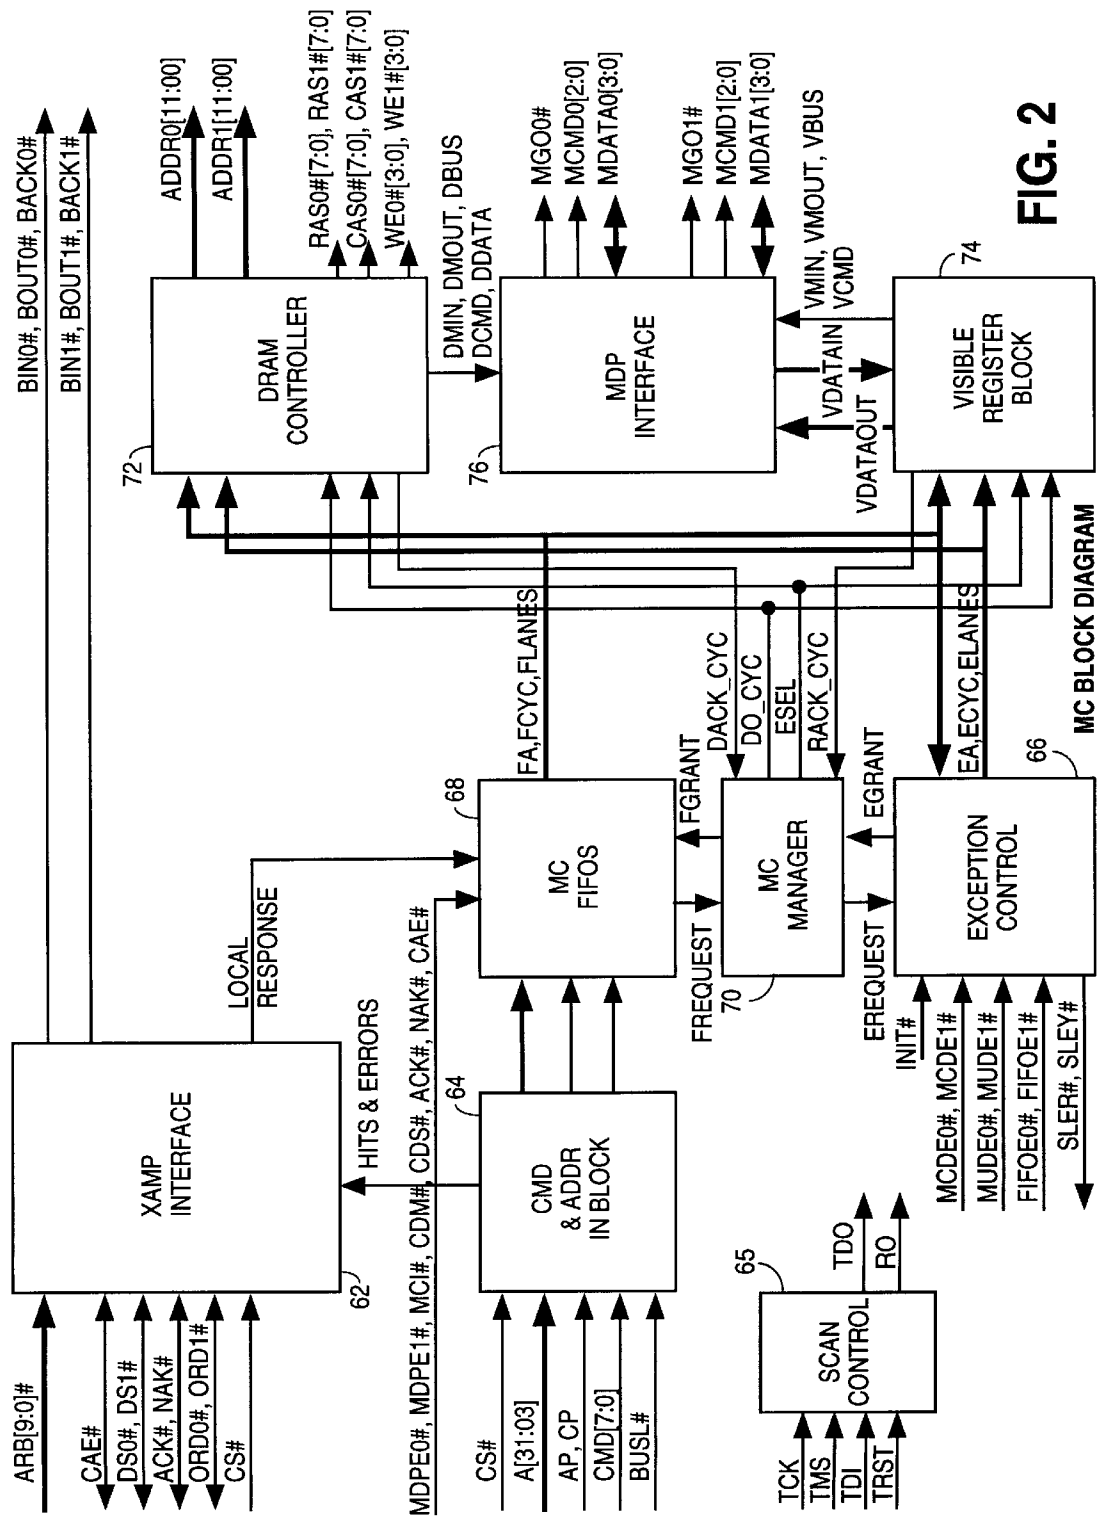 BIN0#, BOUT0#, BACK0#
BIN1#, BOUT1#, BACK1#
ADDR0[11:00]
ADDR1[11:00]
RAS0#[7:0], RAS1#[7:0]
CAS0#[7:0], CAS1#[7:0]
WE0#[3:0], WE1#[3:0]
72
DRAM
CONTROLLER
DMIN, DMOUT, DBUS
DCMD, DDATA
MGO0#
MCMD0[2:0]
MDATA0[3:0]
MGO1#
MCMD1[2:0]
MDATA1[3:0]
76
MDP
INTERFACE
VMIN, VMOUT, VBUS
VCMD
VDATAIN
VDATAOUT
74
VISIBLE
REGISTER
BLOCK
FIG. 2
LOCAL
RESPONSE
XAMP
INTERFACE
62
ARB[9:0]#
CAE#
DS0#, DS1#
ACK#, NAK#
ORD0#, ORD1#
CS#
HITS & ERRORS
MDPE0#, MDPE1#, MCI#, CDM#, CDS#, ACK#, NAK#, CAE#
64
CMD
& ADDR
IN BLOCK
CS#
A[31:03]
AP, CP
CMD[7:0]
BUSL#
68
MC
FIFOS
FA,FCYC,FLANES
FREQUEST
FGRANT
70
MC
MANAGER
DACK_CYC
DO_CYC
ESEL
RACK_CYC
EREQUEST
EGRANT
66
EXCEPTION
CONTROL
EA,ECYC,ELANES
INIT#
MCDE0#, MCDE1#
MUDE0#, MUDE1#
FIFOE0#, FIFOE1#
SLER#, SLEY#
65
SCAN
CONTROL
TCK
TMS
TDI
TRST
TDO
RO
MC BLOCK DIAGRAM